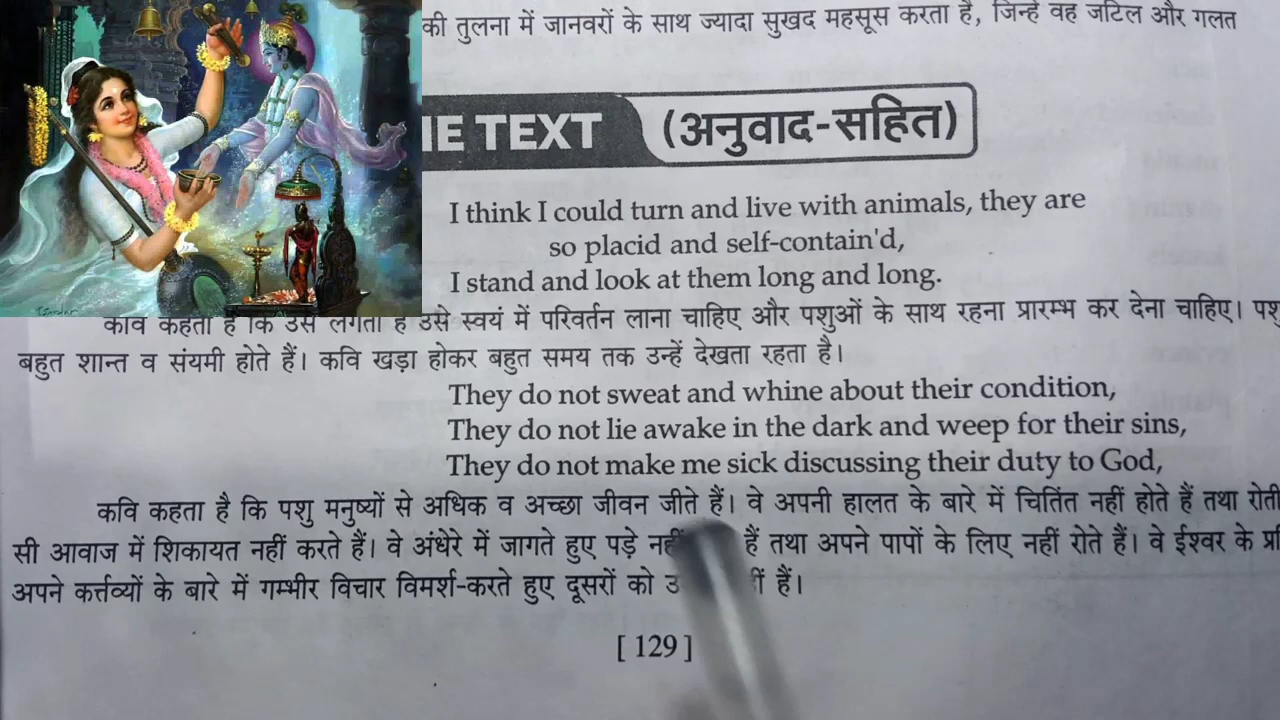 की तुलना में जानवरों के साथ ज्यादा सुखद महसूस करता है, जिन्हें वह जटिल और गलत
TEXT (अनुवाद-सहित)
I think I could turn and live with animals, they are
so placid and self-contain'd,
I stand and look at them long and long.
कवि कहता है कि उसे लगता है उसे स्वयं में परिवर्तन लाना चाहिए और पशुओं के साथ रहना प्रारम्भ कर देना चाहिए।
बहुत शान्त व संयमी होते हैं। कवि खड़ा होकर बहुत समय तक उन्हें देखता रहता है।
They do not sweat and whine about their condition,
They do not lie awake in the dark and weep for their sins,
They do not make me sick discussing their duty to God,
कवि कहता है कि पशु मनुष्यों से अधिक व अच्छा जीवन जीते हैं। वे अपनी हालत के बारे में चितिंत नहीं होते हैं तथा रोती
सी आवाज में शिकायत नहीं करते हैं। वे अंधेरे में जागते हुए पड़े हैं तथा अपने पापों के लिए नहीं रोते हैं। वे ईश्वर के
अपने कर्त्तव्यों के बारे में गम्भीर विचार विमर्श-करते हुए दूसरों को हैं।
[ 129 ]